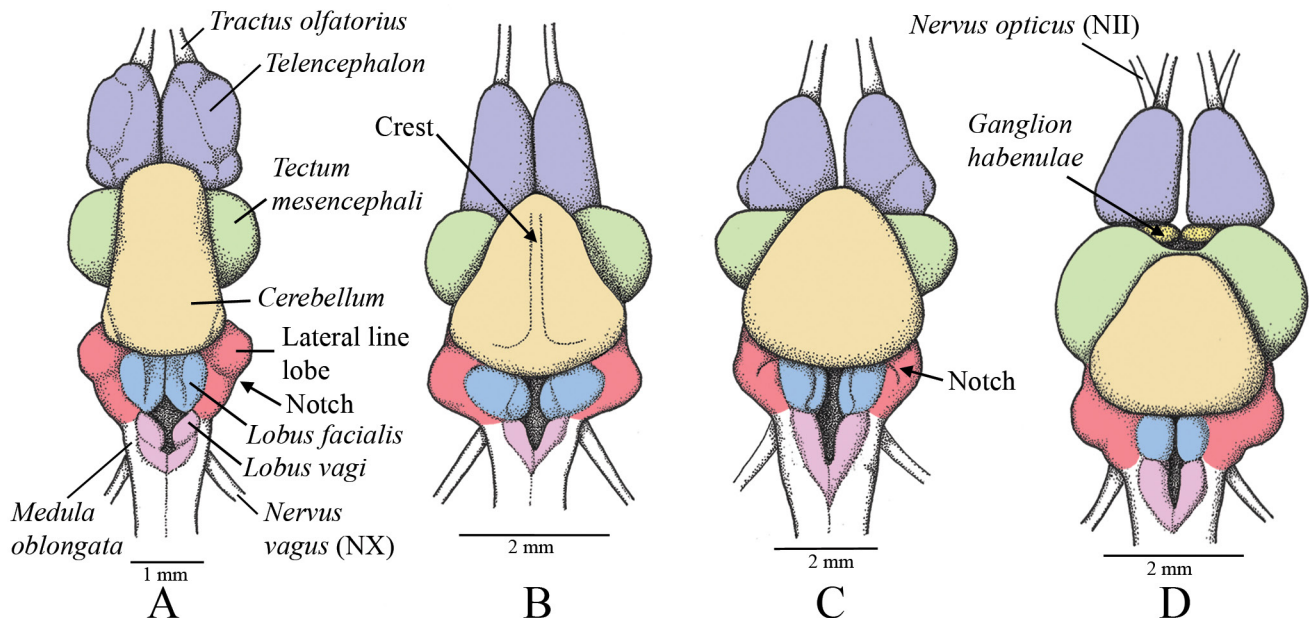 Tractus olfatorius
Telencephalon
Crest
Tectum
mesencephali
Cerebellum
Lateral line
lobe
Notch
Lobus facialis
Lobus vagi
Medula
oblongata
Nervus
vagus (NX)
1 mm
A
2 mm
B
Notch
2 mm
C
Nervus opticus (NII)
Ganglion
habenulae
2 mm
D